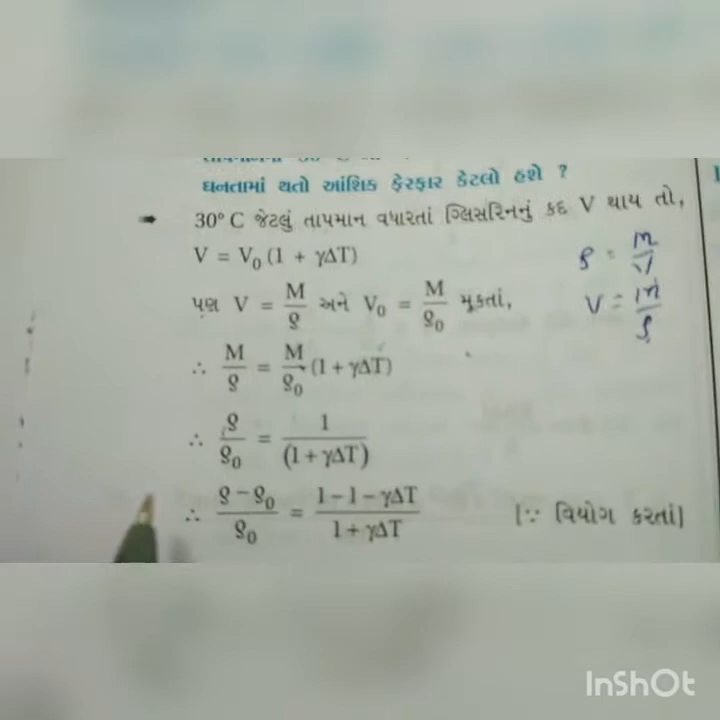 ઘનતામાં થતો આંશિક ફેરફાર કેટલો હશે ?
30° C જેટલું તાપમાન વધારતાં ગ્લિસરિનનું કદ V થાય તો,
V = V₀ (1 + γΔT)
પણ V = M/ρ અને V₀ = M/ρ₀ મૂકતાં,
ρ = m/V
V = m/ρ
∴ M/ρ = M/ρ₀ (1 + γΔT)
∴ ρ/ρ₀ = 1/(1 + γΔT)
∴ (ρ − ρ₀)/ρ₀ = (1 − 1 − γΔT)/(1 + γΔT) [∵ વિયોગ કરતાં]
InShOt